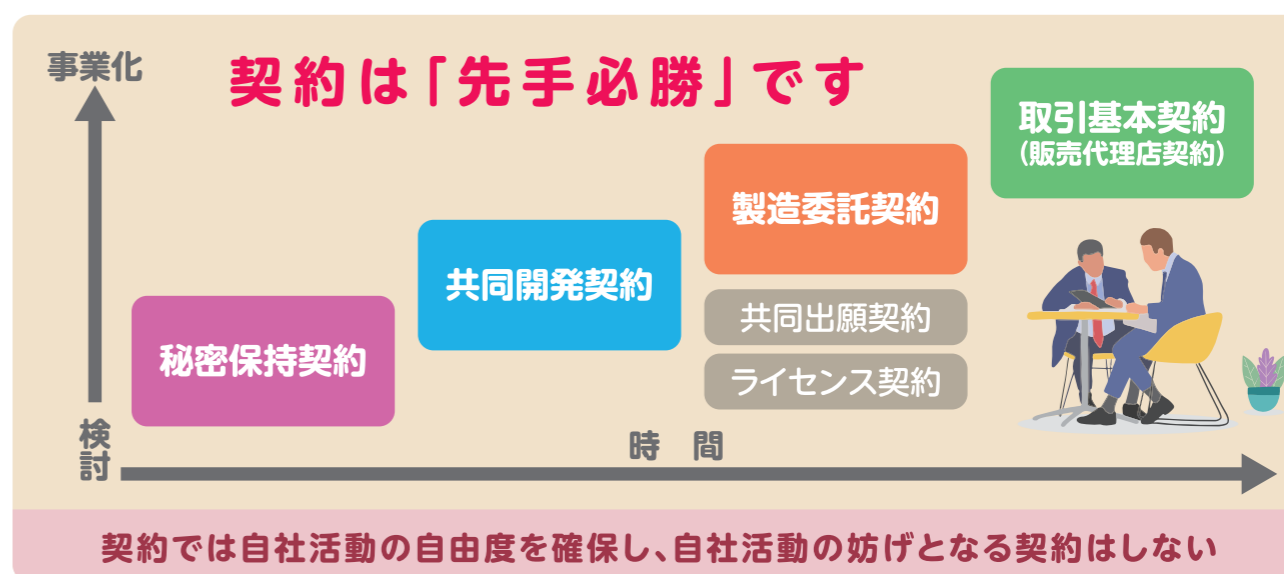 事業化
契約は「先手必勝」です
取引基本契約
(販売代理店契約)
製造委託契約
共同開発契約
共同出願契約
秘密保持契約
ライセンス契約
検討
時 間
契約では自社活動の自由度を確保し、自社活動の妨げとなる契約はしない